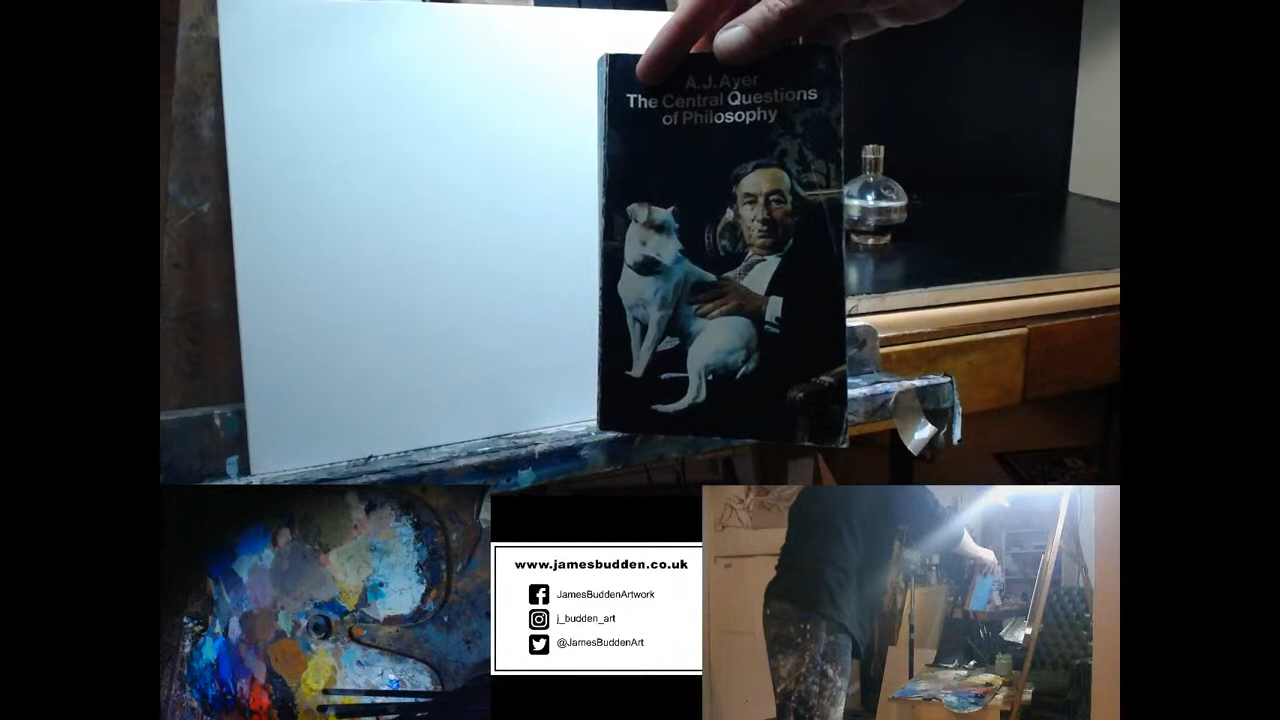 A.J.Ayer
The Central Questions
of Philosophy
www.jamesbudden.co.uk
JamesBuddenArtwork
j_budden_art
@JamesBuddenArt